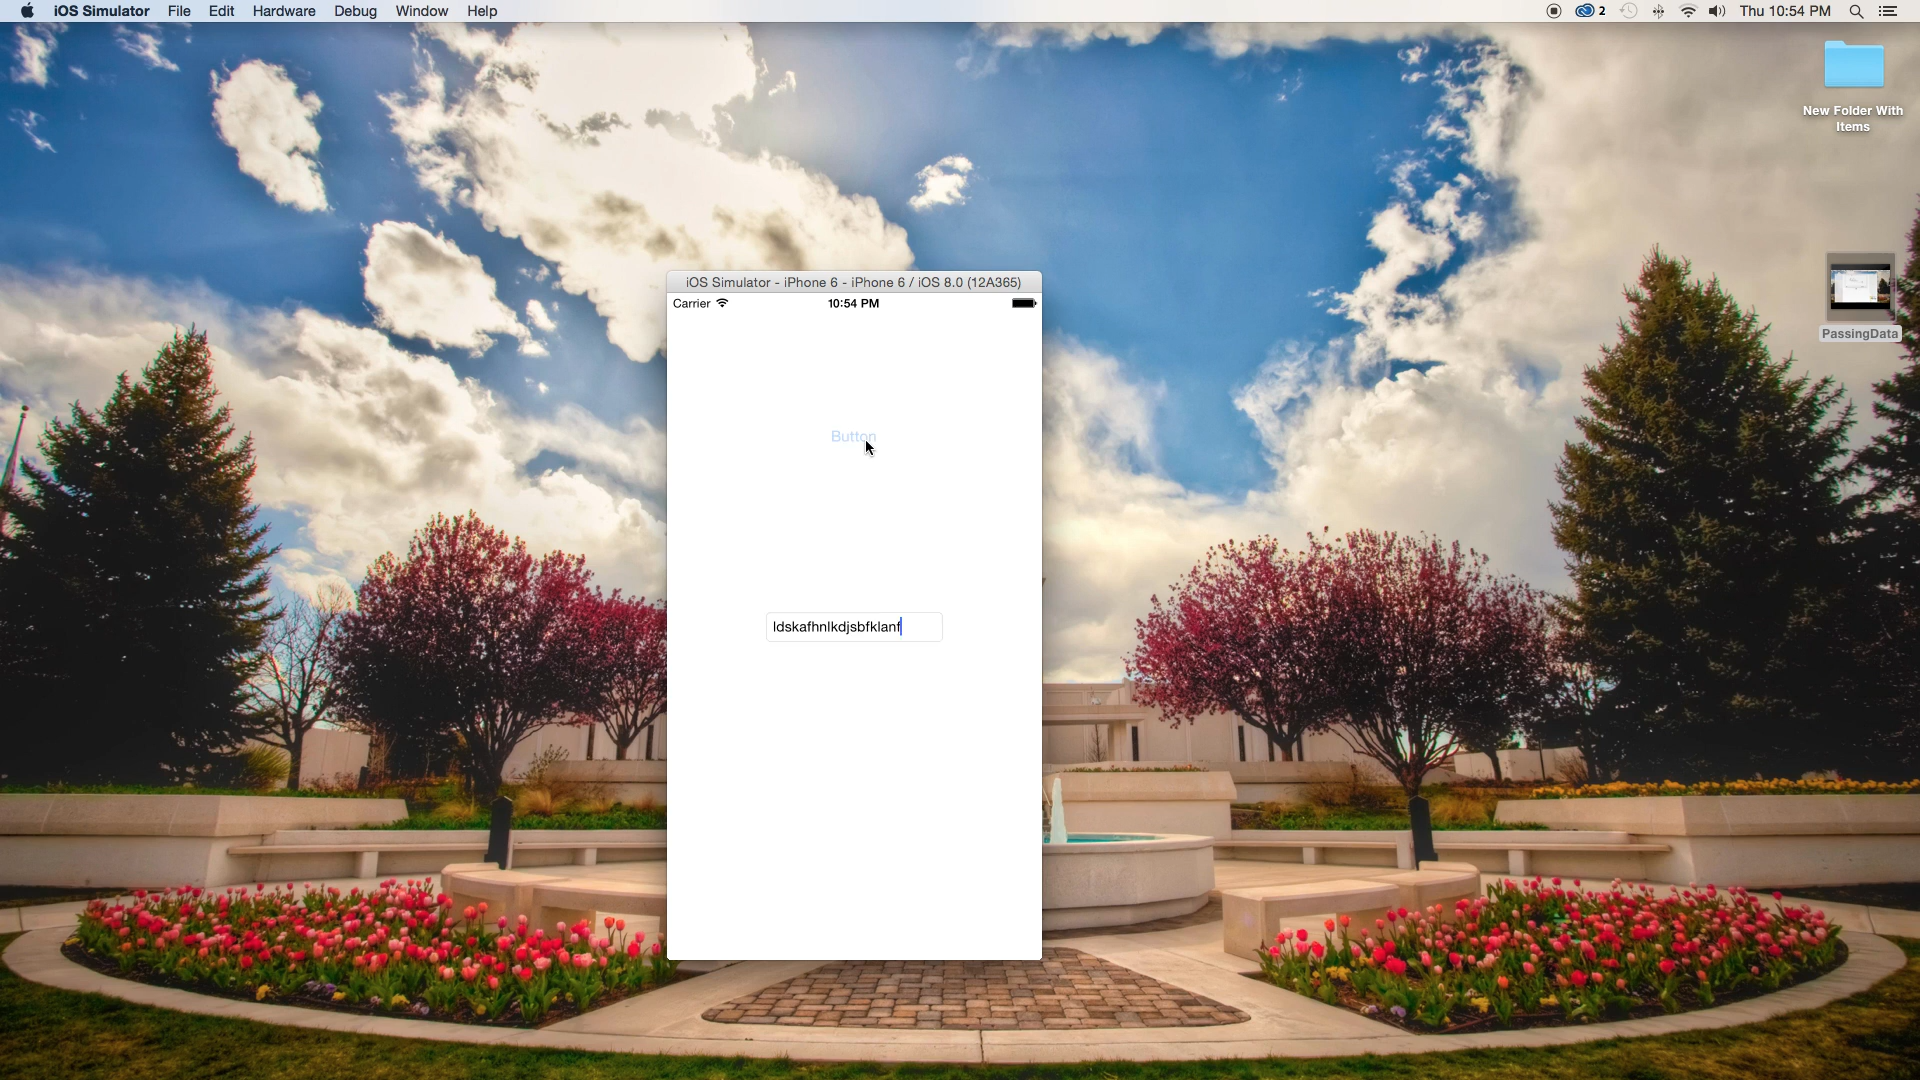 iOS Simulator File Edit Hardware Debug Window Help 2 Thu 10:54 PM
New Folder With
Items
iOS Simulator - iPhone 6 - iPhone 6 / iOS 8.0 (12A365)
Carrier 10:54 PM
PassingData
Button
ldskafhnlkdjsbfklanf